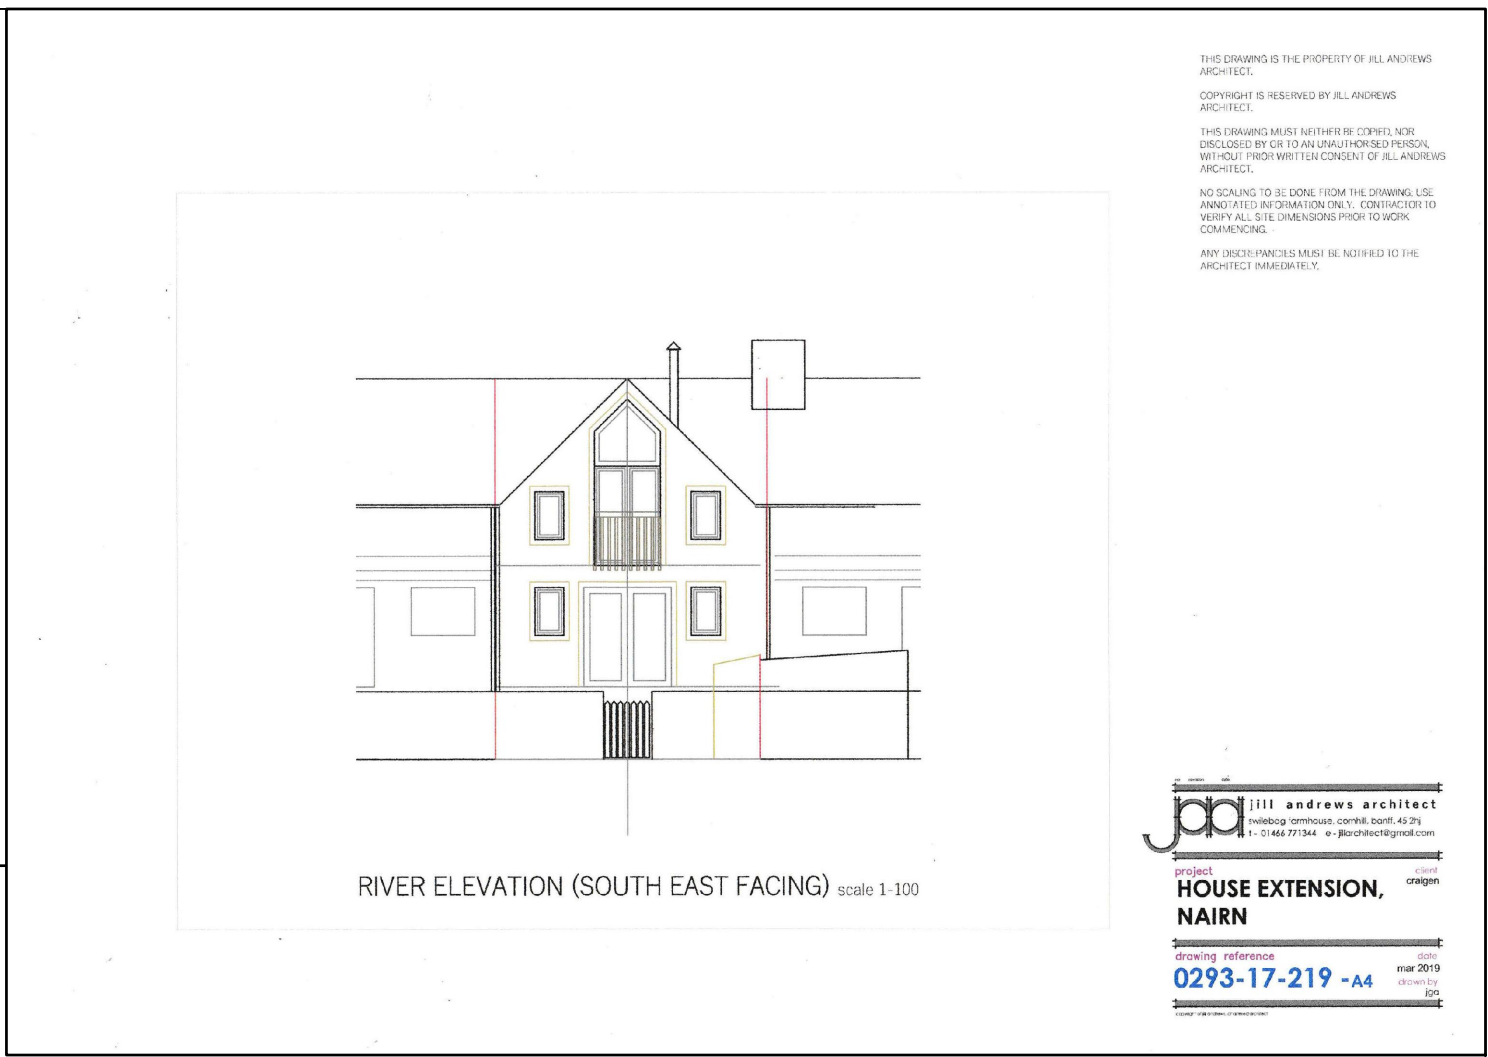 THIS DRAWING IS THE PROPERTY OF JILL ANDREWS
ARCHITECT.
COPYRIGHT IS RESERVED BY JILL ANDREWS
ARCHITECT.
THIS DRAWING MUST NEITHER BE COPIED, NOR
DISCLOSED BY OR TO AN UNAUTHORISED PERSON,
WITHOUT PRIOR WRITTEN CONSENT OF JILL ANDREWS
ARCHITECT.
NO SCALING TO BE DONE FROM THE DRAWING; USE
ANNOTATED INFORMATION ONLY. CONTRACTOR TO
VERIFY ALL SITE DIMENSIONS PRIOR TO WORK
COMMENCING.
ANY DISCREPANCIES MUST BE NOTIFIED TO THE
ARCHITECT IMMEDIATELY.
RIVER ELEVATION (SOUTH EAST FACING) scale 1-100
jill andrews architect
swilebog farmhouse, cornhill, banff, 45 2hj
t - 01466 771344 e - jillarchitect@gmail.com
project
client
HOUSE EXTENSION,
craigen
NAIRN
drawing reference
date
0293-17-219 -A4
mar 2019
drawn by
jga